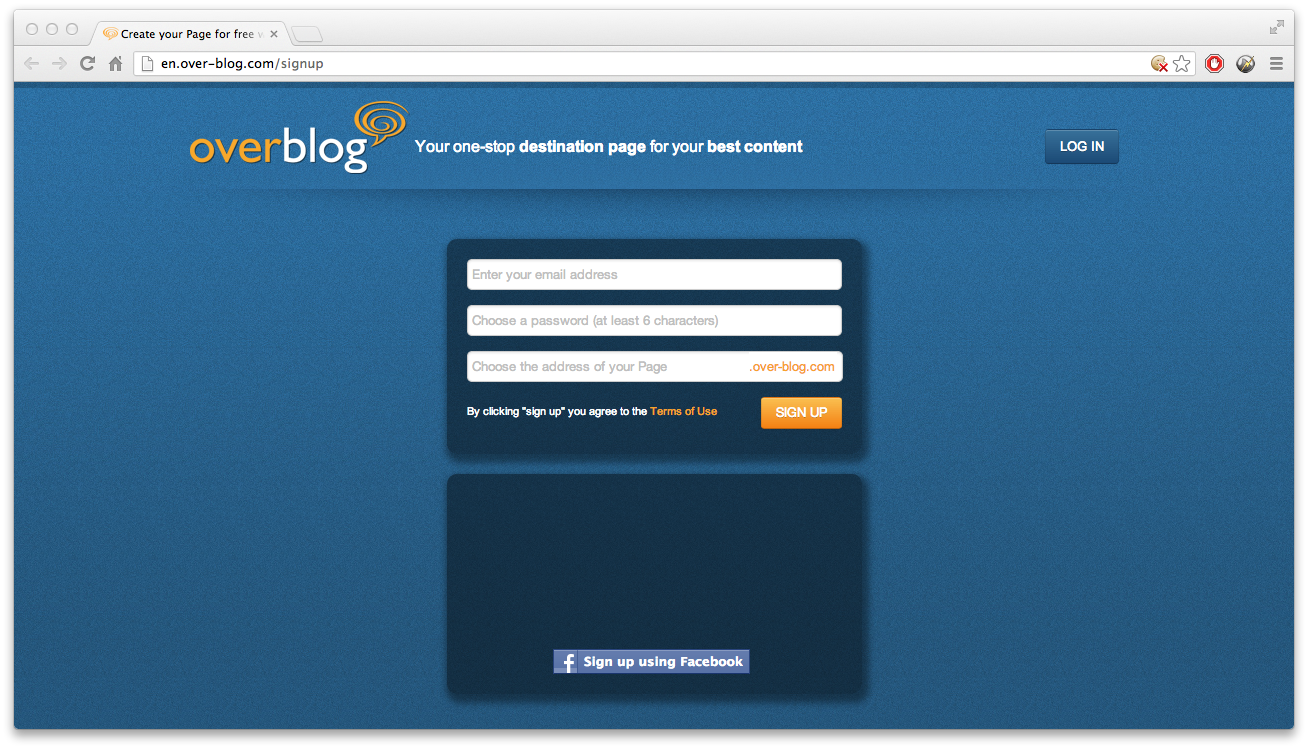 Create your Page for free w
en.over-blog.com/signup
overblog
Your one-stop destination page for your best content
LOG IN
Enter your email address
Choose a password (at least 6 characters)
Choose the address of your Page .over-blog.com
By clicking "sign up" you agree to the Terms of Use
SIGN UP
f Sign up using Facebook